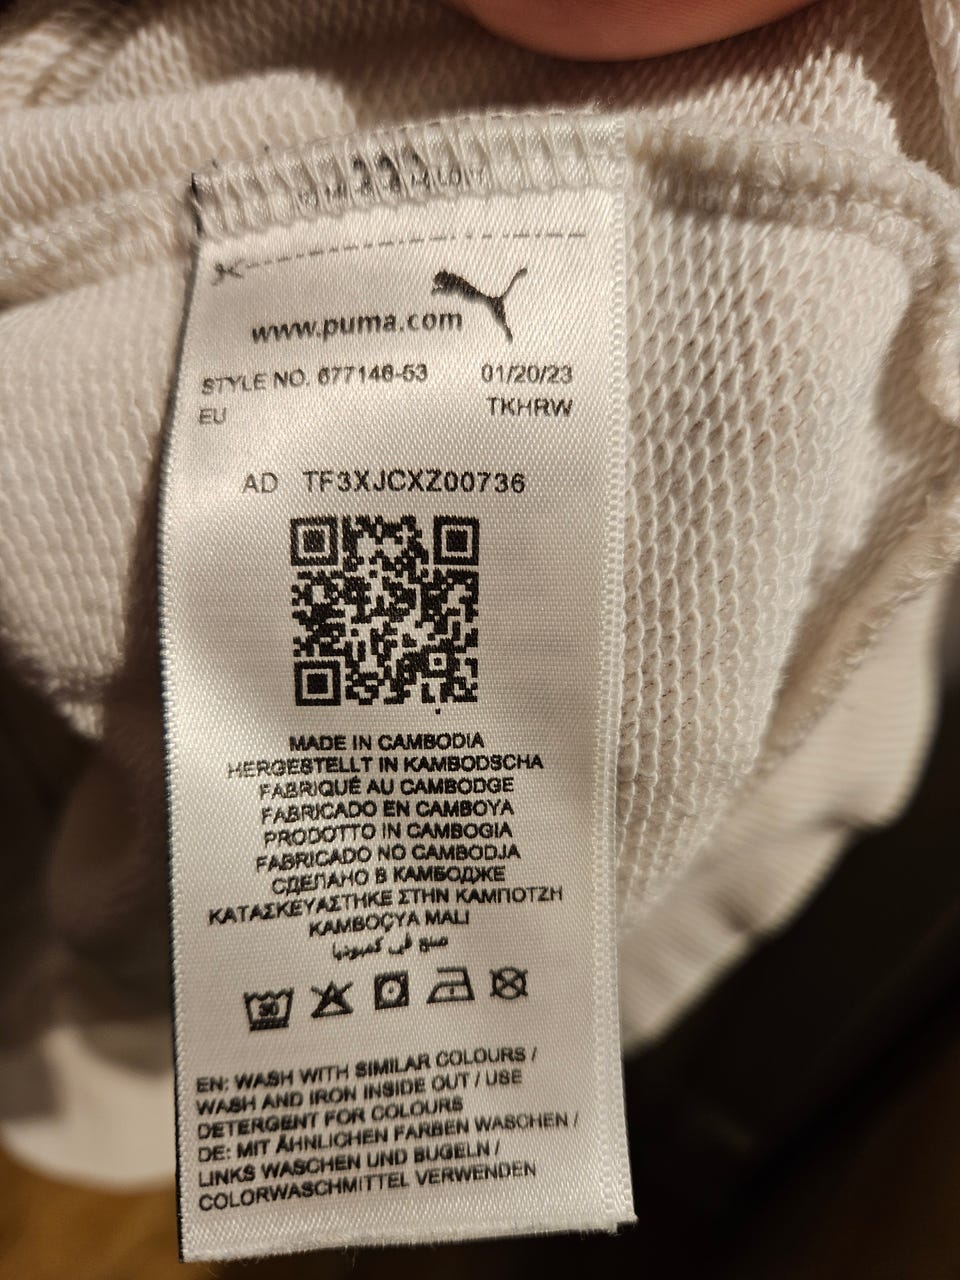 www.puma.com
STYLE NO. 677146-53 01/20/23
EU TKHRW
AD TF3XJCXZ00736
MADE IN CAMBODIA
HERGESTELLT IN KAMBODSCHA
FABRIQUÉ AU CAMBODGE
FABRICADO EN CAMBOYA
PRODOTTO IN CAMBOGIA
FABRICADO NO CAMBODJA
СДЕЛАНО В КАМБОДЖЕ
ΚΑΤΑΣΚΕΥΑΣΤΗΚΕ ΣΤΗΝ ΚΑΜΠΟΤΖΗ
KAMBOÇYA MALI
صنع في كمبوديا
30
EN: WASH WITH SIMILAR COLOURS /
WASH AND IRON INSIDE OUT / USE
DETERGENT FOR COLOURS
DE: MIT ÄHNLICHEN FARBEN WASCHEN /
LINKS WASCHEN UND BÜGELN /
COLORWASCHMITTEL VERWENDEN